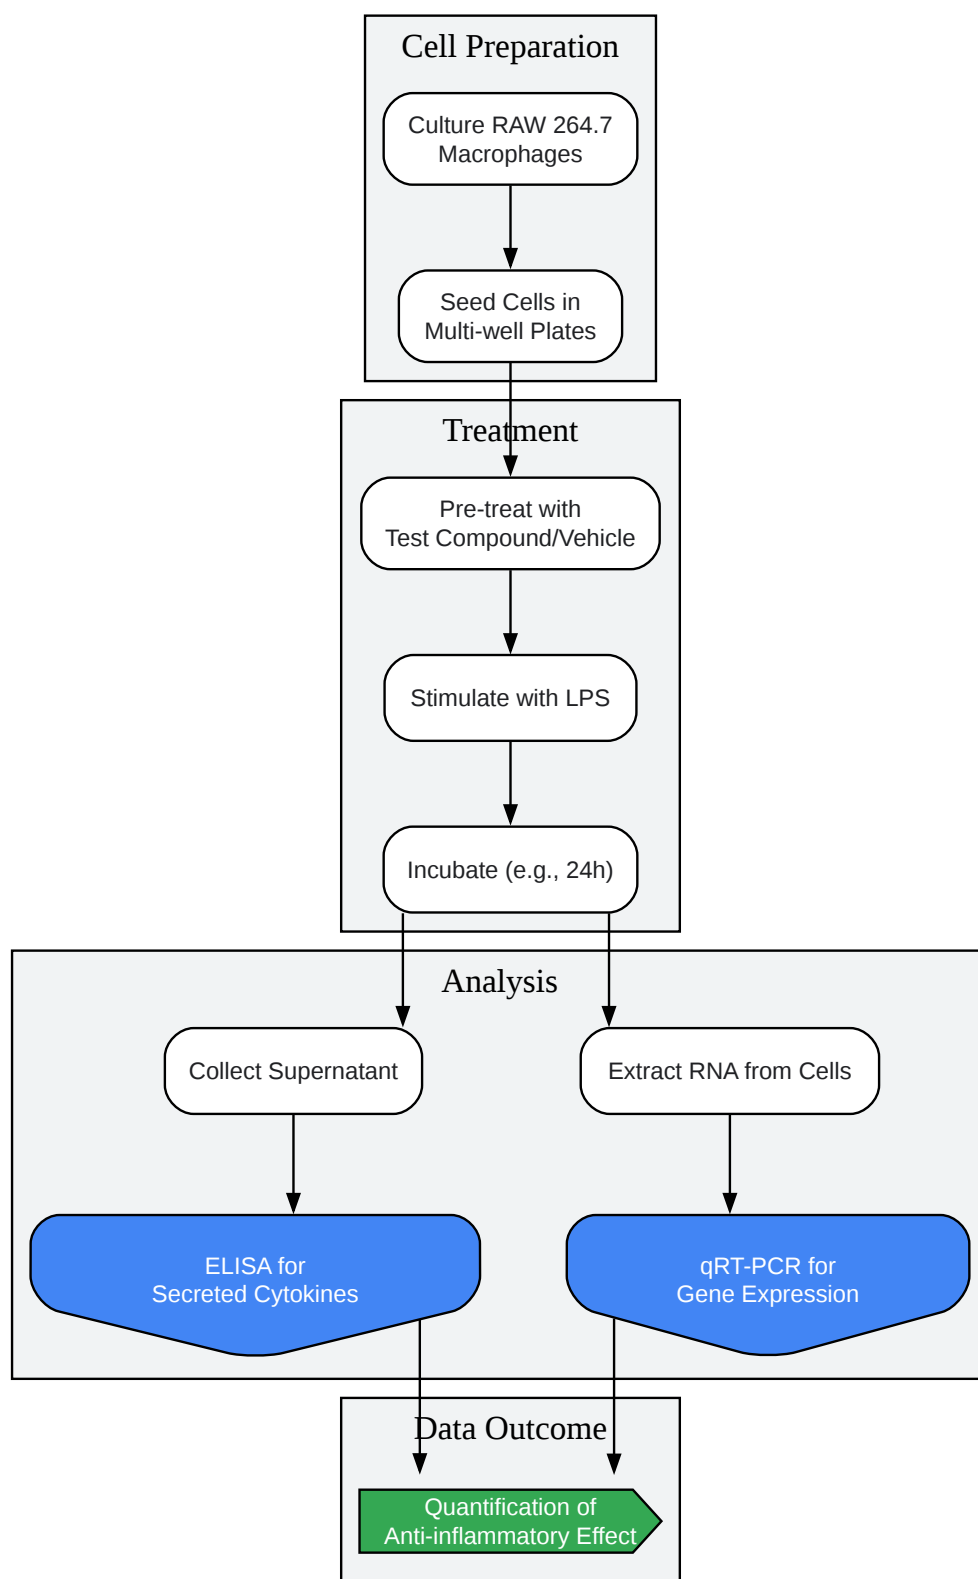 Cell Preparation
Culture RAW 264.7
Macrophages
Seed Cells in
Multi-well Plates
Treatment
Pre-treat with
Test Compound/Vehicle
Stimulate with LPS
Incubate (e.g., 24h)
Analysis
Collect Supernatant
Extract RNA from Cells
ELISA for
Secreted Cytokines
qRT-PCR for
Gene Expression
Data Outcome
Quantification of
Anti-inflammatory Effect